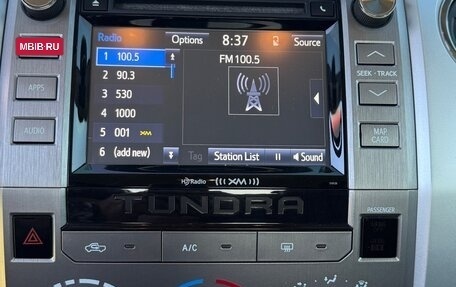 MBIB·RU
APPS
AUDIO
Radio Options 8:37 Source
1 100.5
2 90.3
3 530
4 1000
5 001 XM
6 (add new)
FM 100.5
Tag Station List II Sound
HD Radio ((XM))
SEEK · TRACK
MAP
CARD
TUNDRA
PASSENGER
A/C